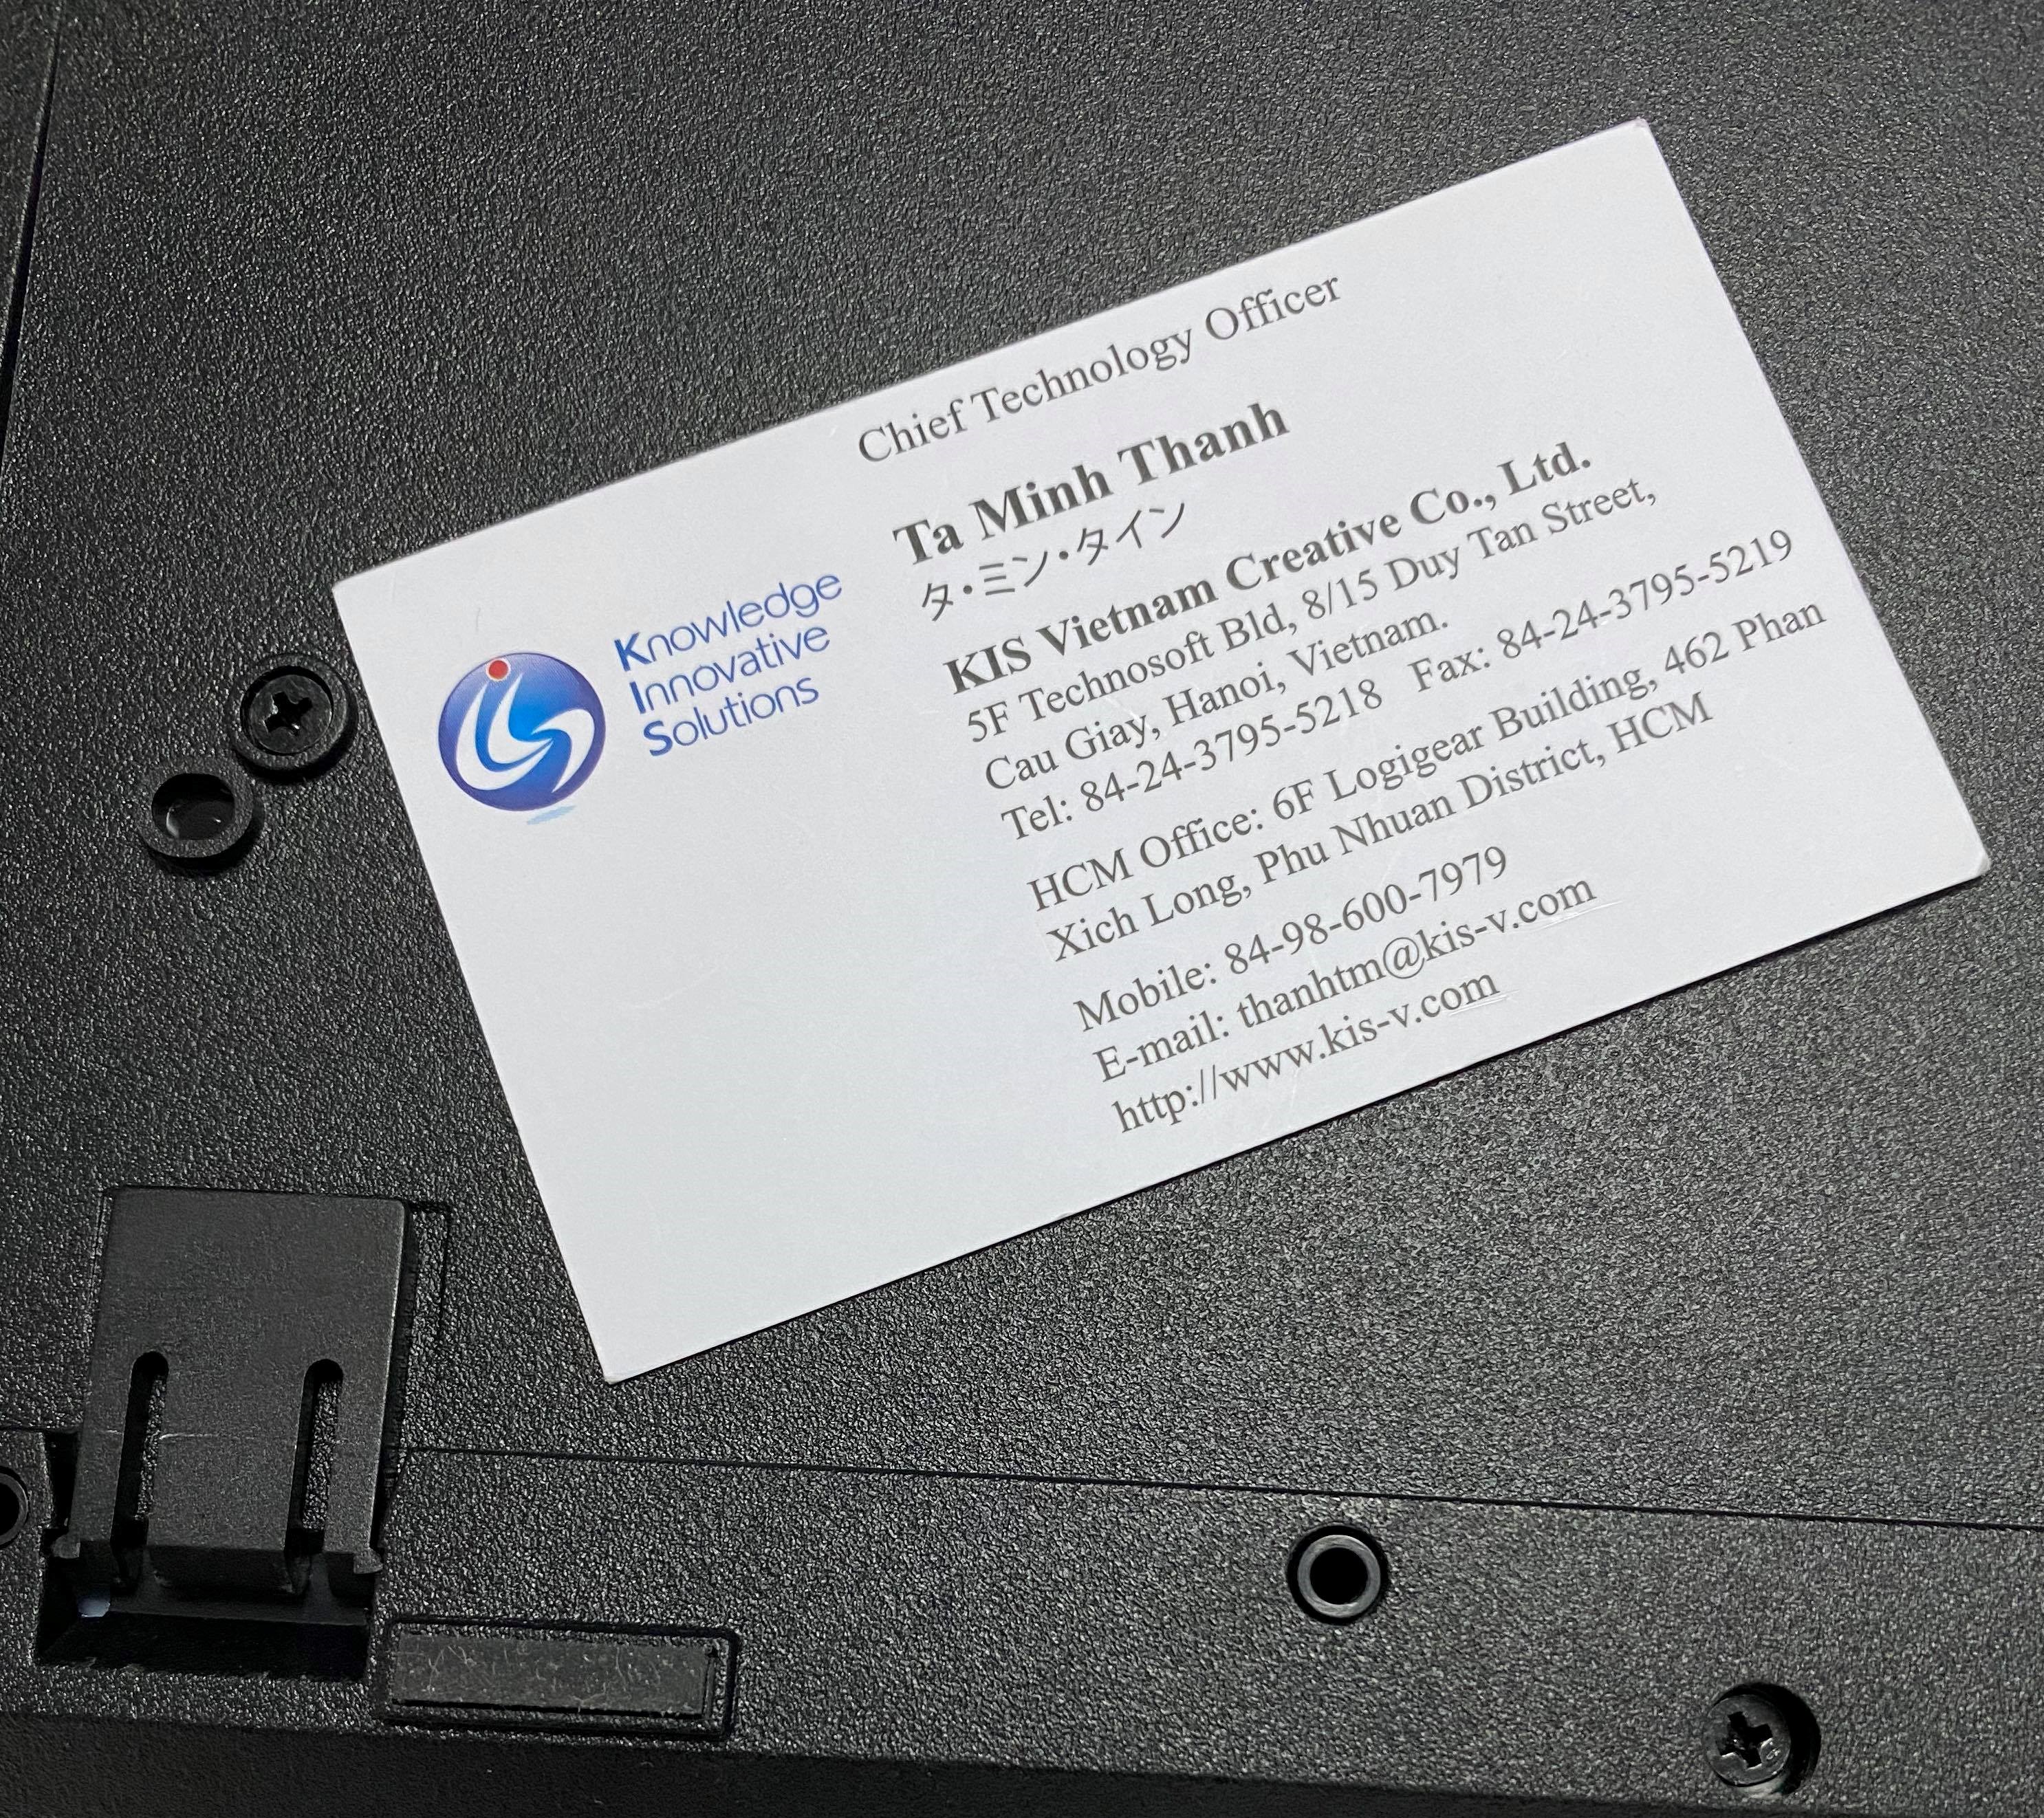 Chief Technology Officer
Ta Minh Thanh
タ・ミン・タイン
Knowledge
Innovative
Solutions
KIS Vietnam Creative Co., Ltd.
5F Technosoft Bld, 8/15 Duy Tan Street,
Cau Giay, Hanoi, Vietnam.
Tel: 84-24-3795-5218 Fax: 84-24-3795-5219
HCM Office: 6F Logigear Building, 462 Phan
Xich Long, Phu Nhuan District, HCM
Mobile: 84-98-600-7979
E-mail: thanhtm@kis-v.com
http://www.kis-v.com